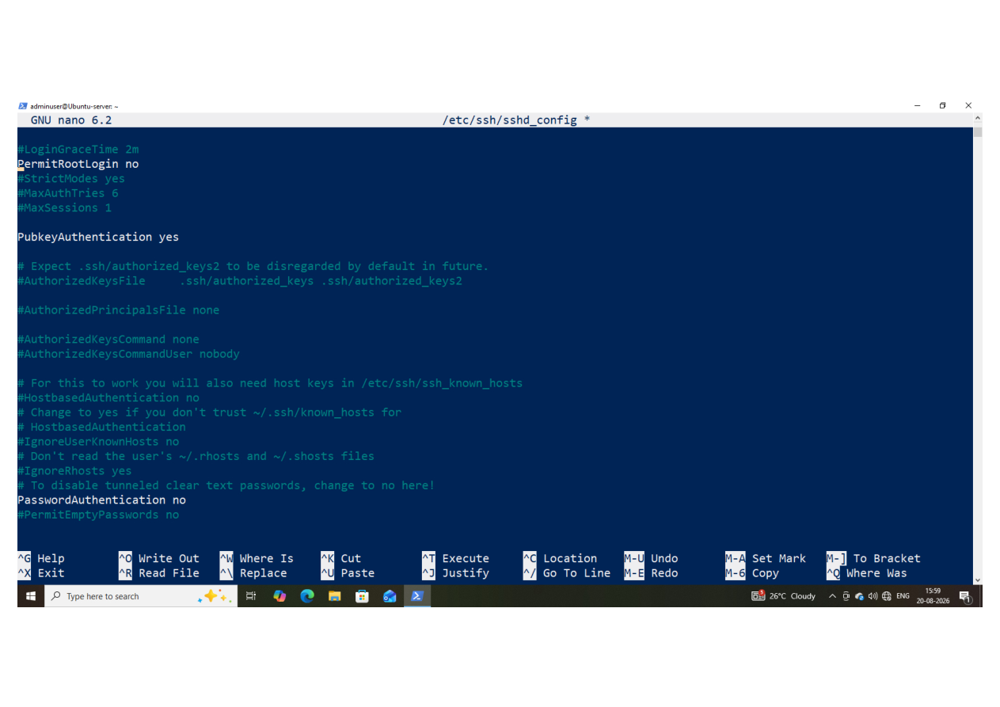 adminuser@Ubuntu-server: ~
GNU nano 6.2 /etc/ssh/sshd_config *
#LoginGraceTime 2m
PermitRootLogin no
#StrictModes yes
#MaxAuthTries 6
#MaxSessions 1
PubkeyAuthentication yes
# Expect .ssh/authorized_keys2 to be disregarded by default in future.
#AuthorizedKeysFile .ssh/authorized_keys .ssh/authorized_keys2
#AuthorizedPrincipalsFile none
#AuthorizedKeysCommand none
#AuthorizedKeysCommandUser nobody
# For this to work you will also need host keys in /etc/ssh/ssh_known_hosts
#HostbasedAuthentication no
# Change to yes if you don't trust ~/.ssh/known_hosts for
# HostbasedAuthentication
#IgnoreUserKnownHosts no
# Don't read the user's ~/.rhosts and ~/.shosts files
#IgnoreRhosts yes
# To disable tunneled clear text passwords, change to no here!
PasswordAuthentication no
#PermitEmptyPasswords no
^G Help ^O Write Out ^W Where Is ^K Cut ^T Execute ^C Location M-U Undo M-A Set Mark M-] To Bracket
^X Exit ^R Read File ^\ Replace ^U Paste ^J Justify ^/ Go To Line M-E Redo M-6 Copy ^Q Where Was
Type here to search 26°C Cloudy ENG 15:59
20-08-2026